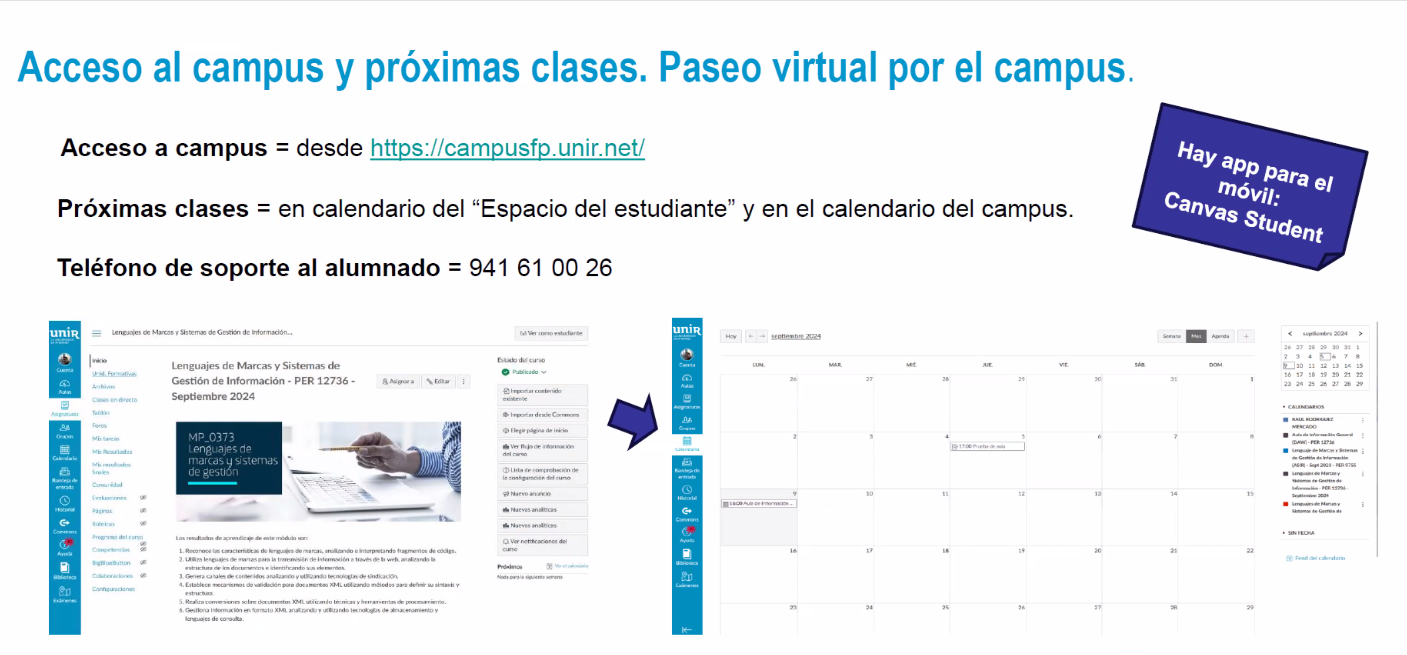 Acceso al campus y próximas clases. Paseo virtual por el campus.
Acceso a campus = desde https://campusfp.unir.net/
Próximas clases = en calendario del “Espacio del estudiante” y en el calendario del campus.
Teléfono de soporte al alumnado = 941 61 00 26
Hay app para el
móvil:
Canvas Student
unir
Cuenta
Aulas
Asignaturas
Grupos
Calendario
Bandeja de
entrada
Historial
Commons
Ayuda
Biblioteca
Exámenes
Lenguajes de Marcas y Sistemas de Gestión de Información...
Ver como estudiante
Inicio
Unid. Formativas
Archivos
Clases en directo
Tablón
Foros
Mis tareas
Mis Resultados
Mis resultados
finales
Comunidad
Evaluaciones
Páginas
Rúbricas
Programa del curso
Competencias
BigBlueButton
Colaboraciones
Configuraciones
Lenguajes de Marcas y Sistemas de
Gestión de Información - PER 12736 -
Septiembre 2024
Asignar a
Editar
MP_0373
Lenguajes de
marcas y sistemas
de gestión
Los resultados de aprendizaje de este módulo son:
1. Reconoce las características de lenguajes de marcas, analizando e interpretando fragmentos de código.
2. Utiliza lenguajes de marcas para la transmisión de información a través de la web, analizando la
estructura de los documentos e identificando sus elementos.
3. Genera canales de contenidos analizando y utilizando tecnologías de sindicación.
4. Establece mecanismos de validación para documentos XML utilizando métodos para definir su sintaxis y
estructura.
5. Realiza conversiones sobre documentos XML utilizando técnicas y herramientas de procesamiento.
6. Gestiona información en formato XML analizando y utilizando tecnologías de almacenamiento y
lenguajes de consulta.
Estado del curso
Publicado
Importar contenido
existente
Importar desde Commons
Elegir página de inicio
Ver flujo de información
del curso
Lista de comprobación de
la configuración del curso
Nuevo anuncio
Nuevas analíticas
Nuevas analíticas
Ver notificaciones del
curso
Próximos
Ver el calendario
Nada para la siguiente semana
unir
Cuenta
Aulas
Asignaturas
Grupos
Calendario
Bandeja de
entrada
Historial
Commons
Ayuda
Biblioteca
Exámenes
Hoy
septiembre 2024
Semana Mes Agenda +
LUN. MAR. MIÉ. JUE. VIE. SÁB. DOM.
26 27 28 29 30 31 1
2 3 4 5 6 7 8
17:00 Prueba de aula
9 10 11 12 13 14 15
16:00 Aula de Información ...
16 17 18 19 20 21 22
23 24 25 26 27 28 29
septiembre 2024
26 27 28 29 30 31 1
2 3 4 5 6 7 8
9 10 11 12 13 14 15
16 17 18 19 20 21 22
23 24 25 26 27 28 29
CALENDARIOS
RAUL RODRIGUEZ
MERCADO
Aula de Información General
(DAW) - PER 12736
Lenguaje de Marcas y Sistemas
de Gestión de Información
(ASIR) - Sept 2023 - PER 9755
Lenguajes de Marcas y
Sistemas de Gestión de
Información - PER 12736 -
Septiembre 2024
Lenguajes de Marcas y
Sistemas de Gestión de
SIN FECHA
Feed del calendario